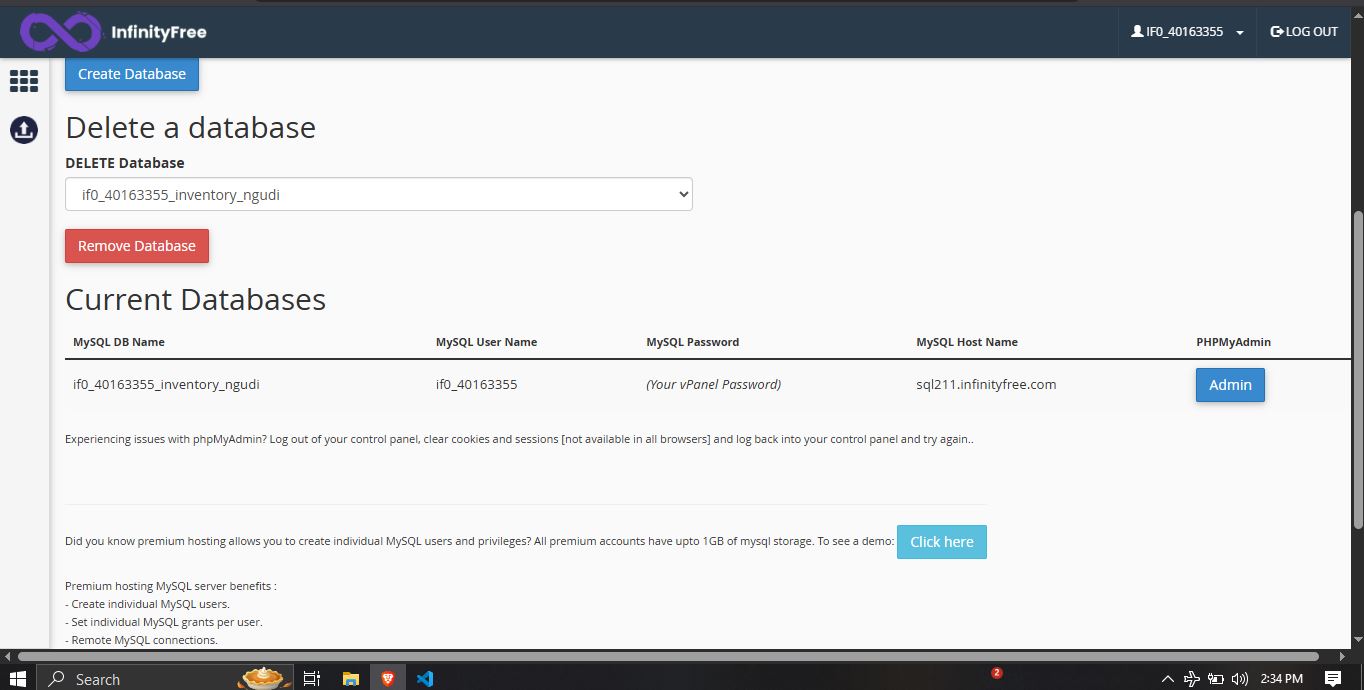 InfinityFree
IF0_40163355
LOG OUT
Create Database
Delete a database
DELETE Database
if0_40163355_inventory_ngudi
Remove Database
Current Databases
MySQL DB Name MySQL User Name MySQL Password MySQL Host Name PHPMyAdmin
if0_40163355_inventory_ngudi if0_40163355 (Your vPanel Password) sql211.infinityfree.com Admin
Experiencing issues with phpMyAdmin? Log out of your control panel, clear cookies and sessions [not available in all browsers] and log back into your control panel and try again..
Did you know premium hosting allows you to create individual MySQL users and privileges? All premium accounts have upto 1GB of mysql storage. To see a demo: Click here
Premium hosting MySQL server benefits :
- Create individual MySQL users.
- Set individual MySQL grants per user.
- Remote MySQL connections.
Search
2
2:34 PM